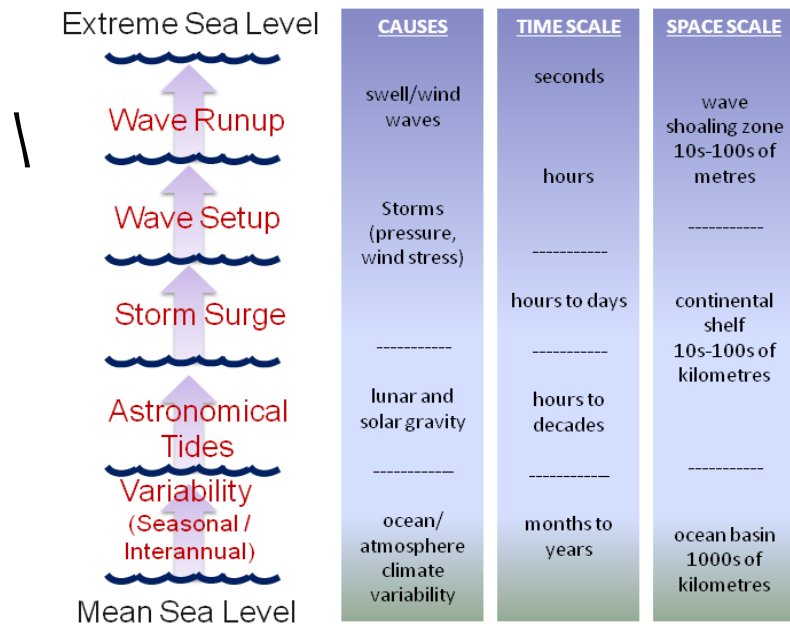 Extreme Sea Level
Wave Runup
Wave Setup
Storm Surge
Astronomical
Tides
Variability
(Seasonal /
Interannual)
Mean Sea Level
\
CAUSES
swell/wind
waves
Storms
(pressure,
wind stress)
-----------
lunar and
solar gravity
------------
ocean/
atmosphere
climate
variability
TIME SCALE
seconds
hours
-----------
hours to days
-----------
hours to
decades
-----------
months to
years
SPACE SCALE
wave
shoaling zone
10s-100s of
metres
-----------
continental
shelf
10s-100s of
kilometres
-----------
ocean basin
1000s of
kilometres